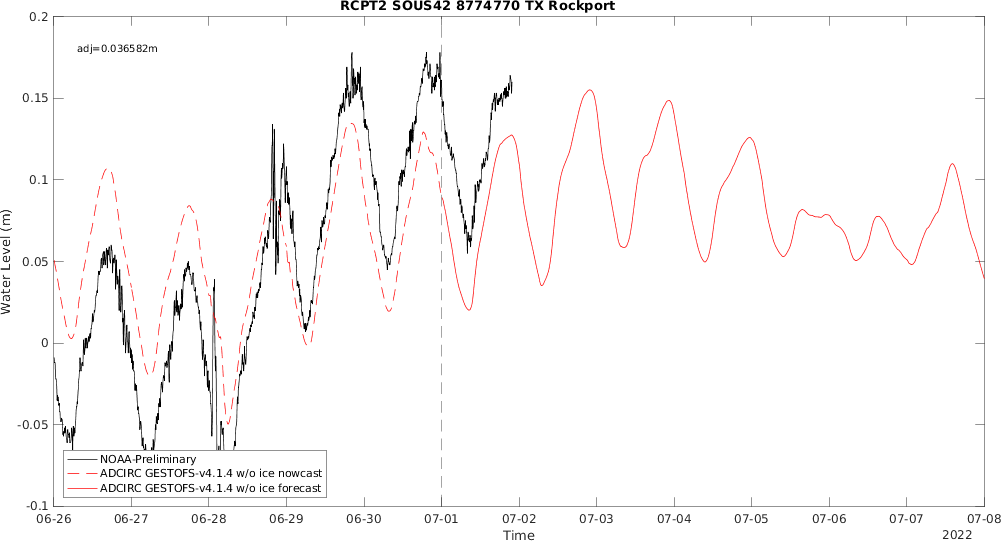 RCPT2 SOUS42 8774770 TX Rockport
adj=0.036582m
0.2
0.15
0.1
0.05
0
-0.05
-0.1
Water Level (m)
NOAA-Preliminary
ADCIRC GESTOFS-v4.1.4 w/o ice nowcast
ADCIRC GESTOFS-v4.1.4 w/o ice forecast
06-26 06-27 06-28 06-29 06-30 07-01 07-02 07-03 07-04 07-05 07-06 07-07 07-08
Time
2022